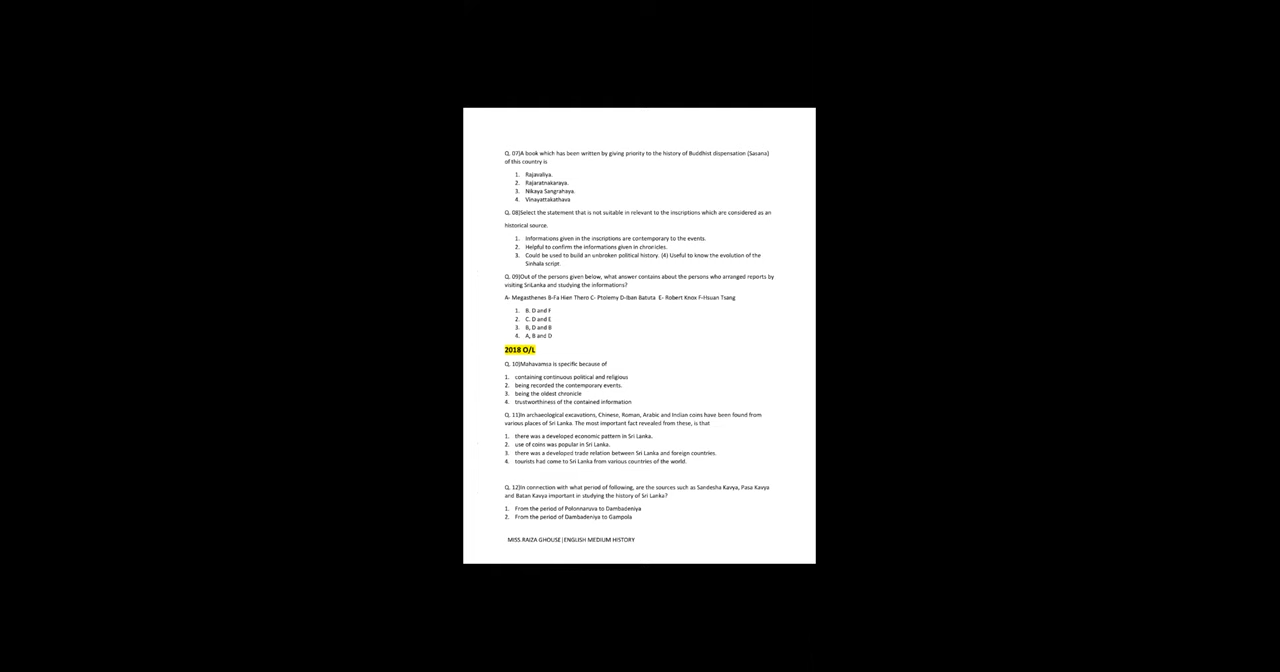 Q. 07)A book which has been written by giving priority to the history of Buddhist dispensation (Sasana)
of this country is
1. Rajavaliya.
2. Rajaratnakaraya.
3. Nikaya Sangrahaya.
4. Vinayattakathava
Q. 08)Select the statement that is not suitable in relevant to the inscriptions which are considered as an
historical source.
1. Informations given in the inscriptions are contemporary to the events.
2. Helpful to confirm the informations given in chronicles.
3. Could be used to build an unbroken political history. (4) Useful to know the evolution of the
Sinhala script.
Q. 09)Out of the persons given below, what answer contains about the persons who arranged reports by
visiting SriLanka and studying the informations?
A- Megasthenes B-Fa Hien Thero C- Ptolemy D-Iban Batuta E- Robert Knox F-Hsuan Tsang
1. B. D and F
2. C. D and E
3. B, D and B
4. A, B and D
2018 O/L
Q. 10)Mahavamsa is specific because of
1. containing continuous political and religious
2. being recorded the contemporary events.
3. being the oldest chronicle
4. trustworthiness of the contained information
Q. 11)In archaeological excavations, Chinese, Roman, Arabic and Indian coins have been found from
various places of Sri Lanka. The most important fact revealed from these, is that
1. there was a developed economic pattern in Sri Lanka.
2. use of coins was popular in Sri Lanka.
3. there was a developed trade relation between Sri Lanka and foreign countries.
4. tourists had come to Sri Lanka from various countries of the world.
Q. 12)In connection with what period of following, are the sources such as Sandesha Kavya, Pasa Kavya
and Batan Kavya important in studying the history of Sri Lanka?
1. From the period of Polonnaruva to Dambadeniya
2. From the period of Dambadeniya to Gampola
MISS.RAIZA GHOUSE|ENGLISH MEDIUM HISTORY